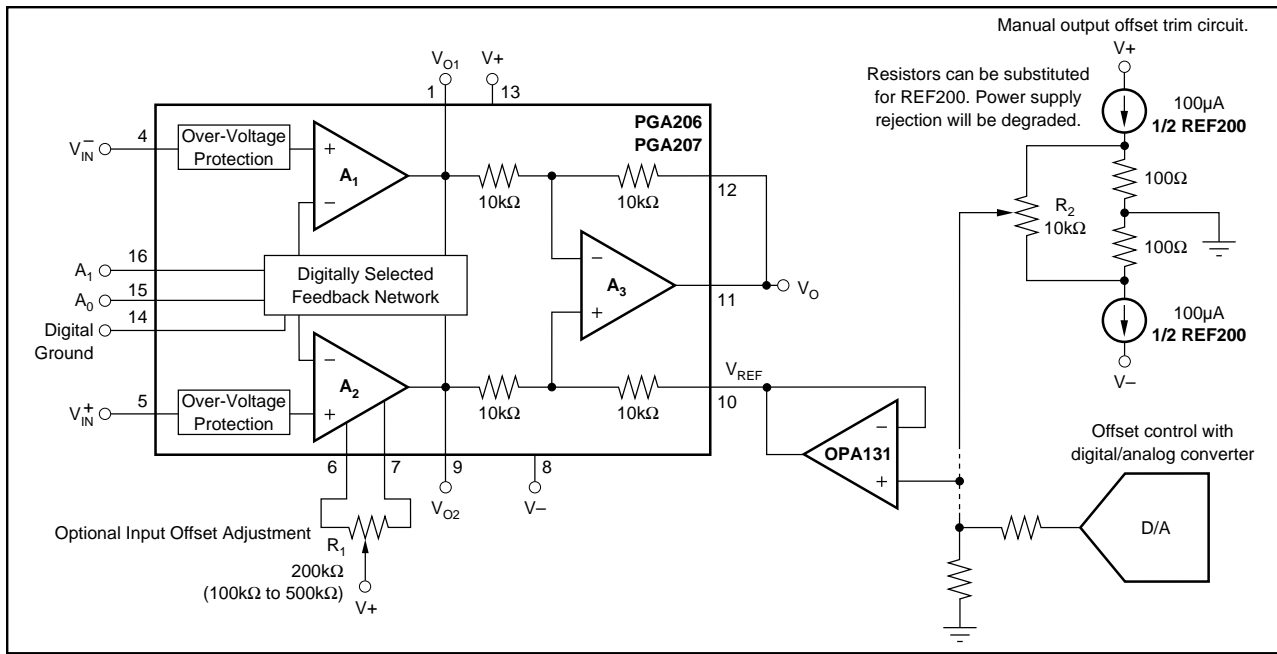 Manual output offset trim circuit.
V+
Resistors can be substituted
for REF200. Power supply
rejection will be degraded.
100µA
1/2 REF200
100Ω
R2
10kΩ
100Ω
100µA
1/2 REF200
V–
VO1
V+
1
13
PGA206
PGA207
4
VIN–
Over-Voltage
Protection
+
A1
–
10kΩ
10kΩ
12
16
A1
15
A0
14
Digital
Ground
Digitally Selected
Feedback Network
–
A3
+
11
VO
–
A2
+
5
VIN+
Over-Voltage
Protection
10kΩ
10kΩ
VREF
10
–
OPA131
+
Offset control with
digital/analog converter
D/A
6
7
9
8
VO2
V–
Optional Input Offset Adjustment
R1
200kΩ
(100kΩ to 500kΩ)
V+